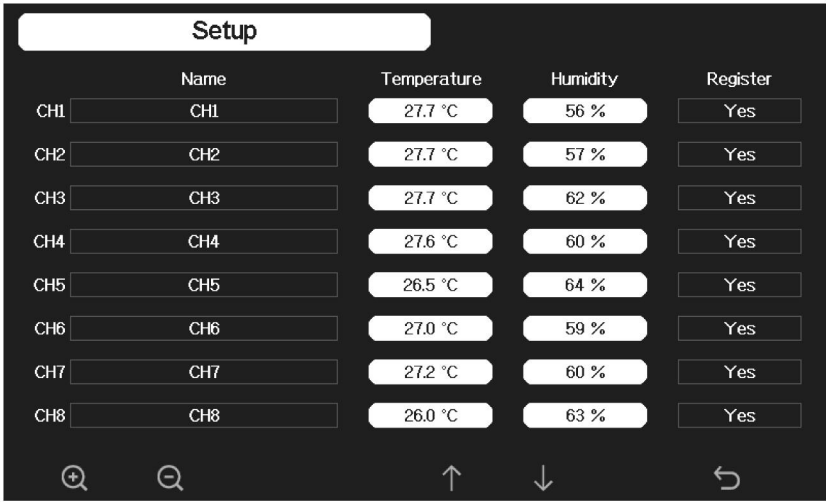 Setup
Name Temperature Humidity Register
CH1 CH1 27.7 °C 56 % Yes
CH2 CH2 27.7 °C 57 % Yes
CH3 CH3 27.7 °C 62 % Yes
CH4 CH4 27.6 °C 60 % Yes
CH5 CH5 26.5 °C 64 % Yes
CH6 CH6 27.0 °C 59 % Yes
CH7 CH7 27.2 °C 60 % Yes
CH8 CH8 26.0 °C 63 % Yes